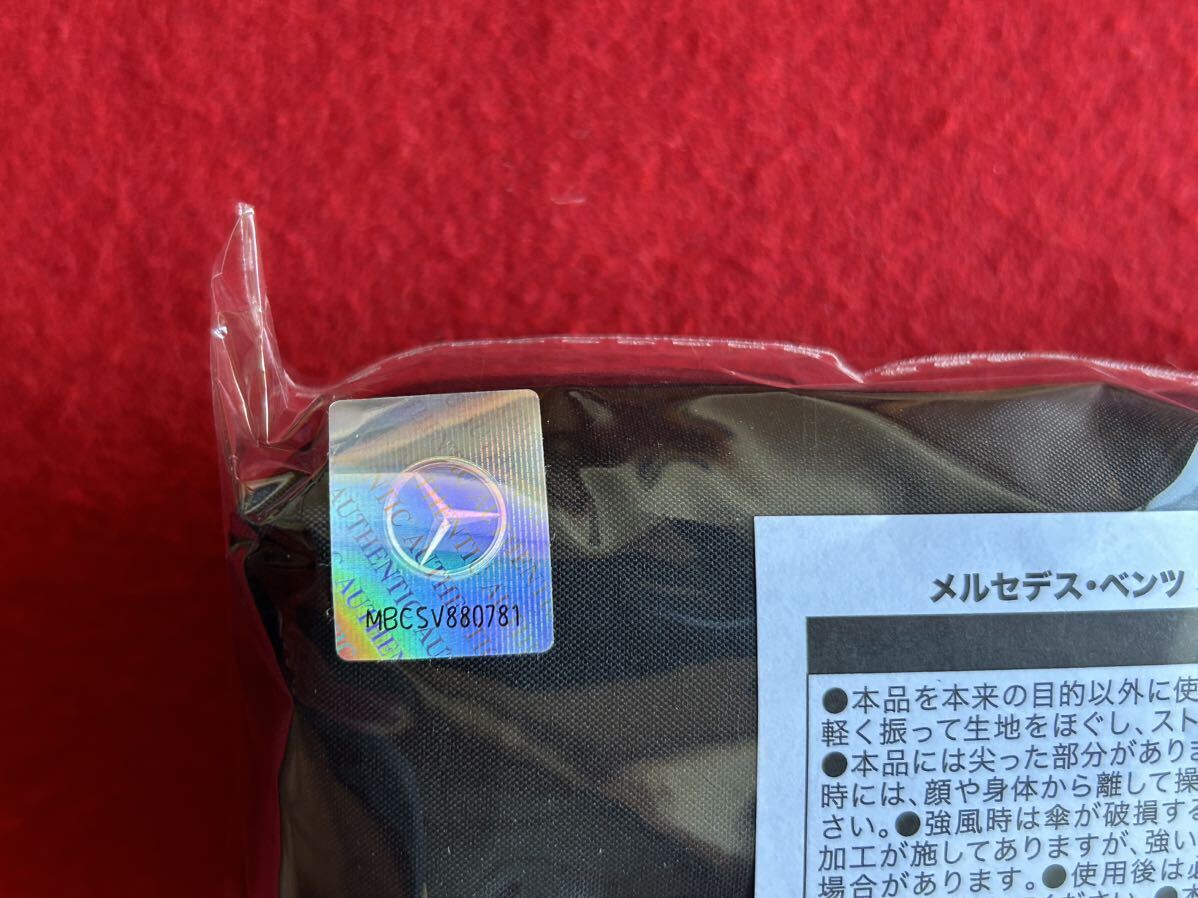 AUTHENTIC AUTHENTIC
MBCSV880781
メルセデス・ベンツ
●本品を本来の目的以外に使
軽く振って生地をほぐし、スト
●本品には尖った部分がありま
時には、顔や身体から離して操
さい。●強風時は傘が破損する
加工が施してありますが、強い
場合があります。●使用後は必